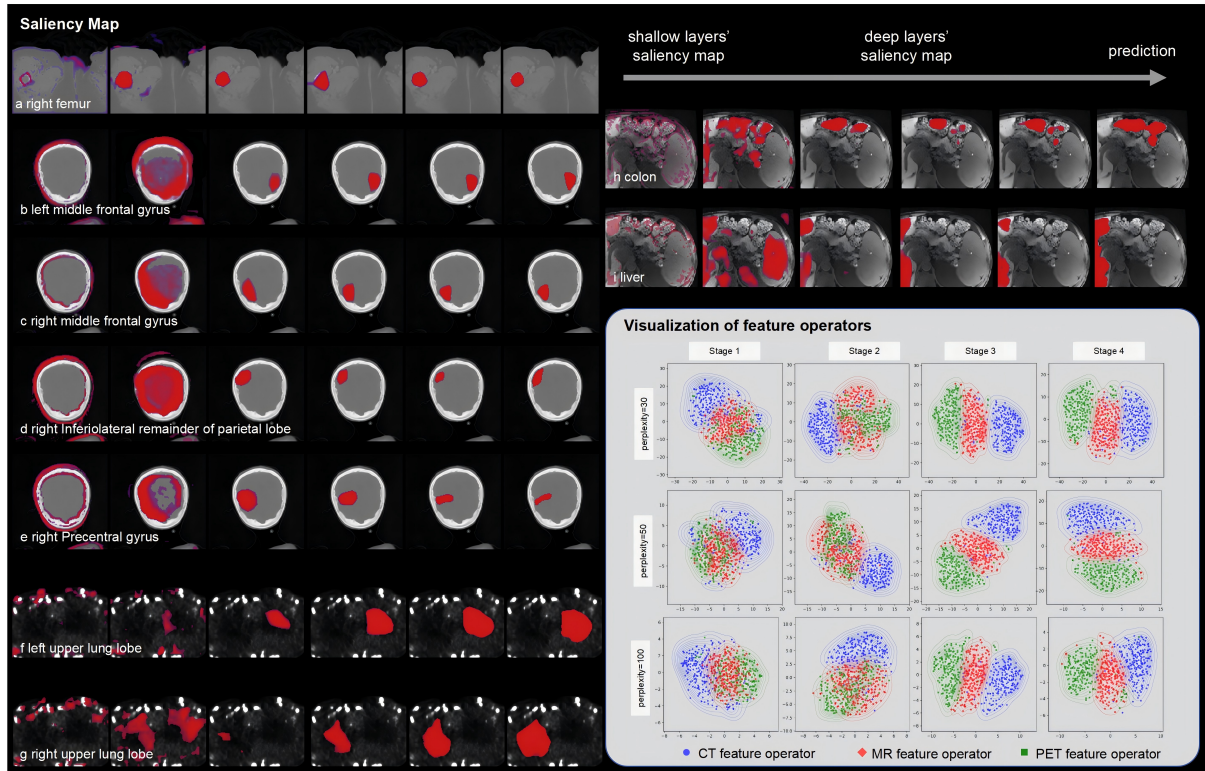 Saliency Map
a right femur
b left middle frontal gyrus
c right middle frontal gyrus
d right Inferiolateral remainder of parietal lobe
e right Precentral gyrus
f left upper lung lobe
g right upper lung lobe
shallow layers' saliency map
deep layers' saliency map
prediction
h colon
i liver
Visualization of feature operators
Stage 1
Stage 2
Stage 3
Stage 4
perplexity=30
perplexity=50
perplexity=100
CT feature operator
MR feature operator
PET feature operator